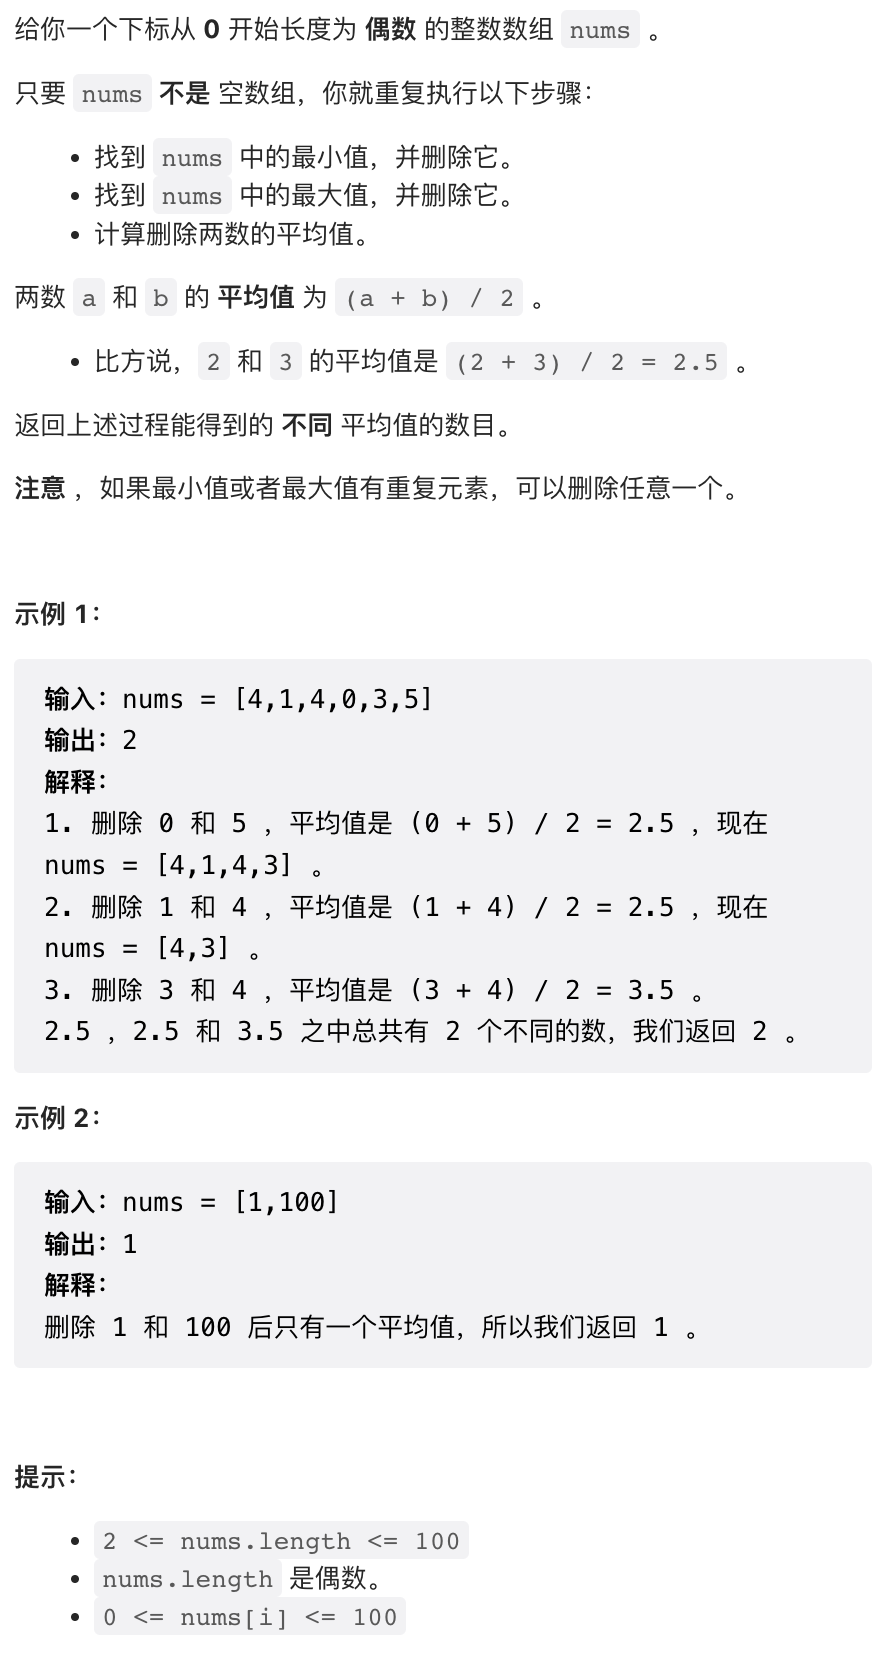 给你一个下标从 0 开始长度为 偶数 的整数数组 nums 。
只要 nums 不是 空数组，你就重复执行以下步骤：
• 找到 nums 中的最小值，并删除它。
• 找到 nums 中的最大值，并删除它。
• 计算删除两数的平均值。
两数 a 和 b 的 平均值 为 (a + b) / 2 。
• 比方说，2 和 3 的平均值是 (2 + 3) / 2 = 2.5 。
返回上述过程能得到的 不同 平均值的数目。
注意 ，如果最小值或者最大值有重复元素，可以删除任意一个。
示例 1：
输入：nums = [4,1,4,0,3,5]
输出：2
解释：
1. 删除 0 和 5 ，平均值是 (0 + 5) / 2 = 2.5 ，现在
nums = [4,1,4,3] 。
2. 删除 1 和 4 ，平均值是 (1 + 4) / 2 = 2.5 ，现在
nums = [4,3] 。
3. 删除 3 和 4 ，平均值是 (3 + 4) / 2 = 3.5 。
2.5 ，2.5 和 3.5 之中总共有 2 个不同的数，我们返回 2 。
示例 2：
输入：nums = [1,100]
输出：1
解释：
删除 1 和 100 后只有一个平均值，所以我们返回 1 。
提示：
• 2 <= nums.length <= 100
• nums.length 是偶数。
• 0 <= nums[i] <= 100